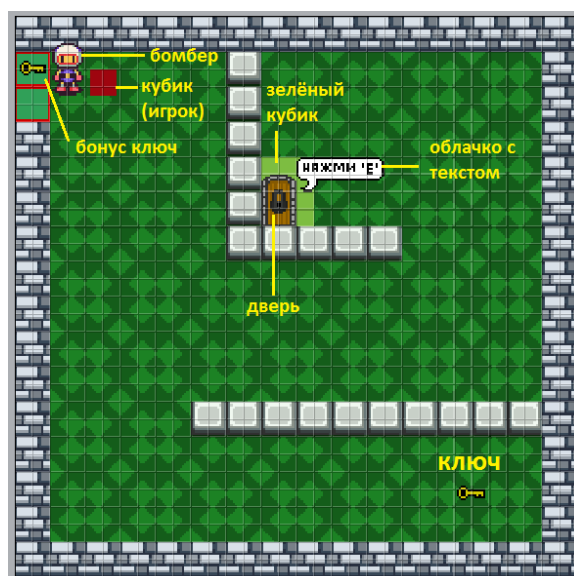 бомбер
зелёный
кубик
кубик
(игрок)
облачко с
текстом
бонус ключ
НАЖМИ 'Е'
дверь
КЛЮЧ